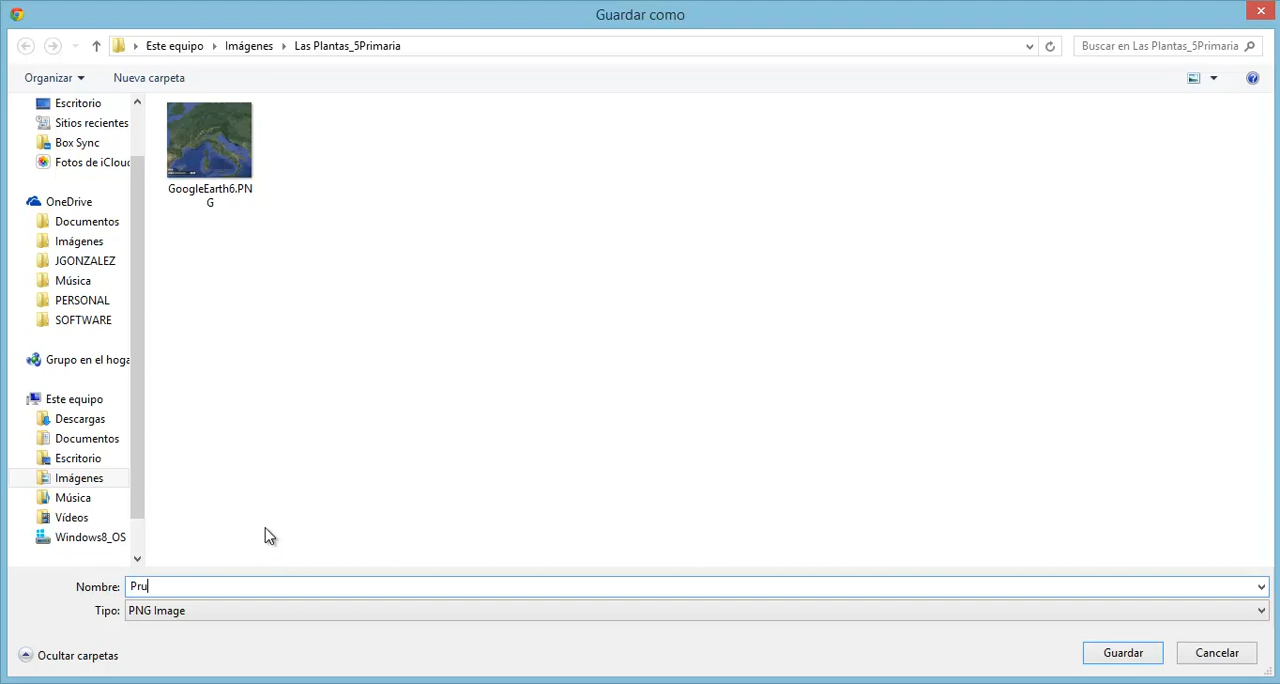 Guardar como
Este equipo Imágenes Las Plantas_5Primaria
Buscar en Las Plantas_5Primaria
Organizar Nueva carpeta
Escritorio
Sitios recientes
Box Sync
Fotos de iClou
OneDrive
Documentos
Imágenes
JGONZALEZ
Música
PERSONAL
SOFTWARE
Grupo en el hoga
Este equipo
Descargas
Documentos
Escritorio
Imágenes
Música
Vídeos
Windows8_OS
GoogleEarth6.PN
G
Nombre: Pru
Tipo: PNG Image
Ocultar carpetas
Guardar Cancelar